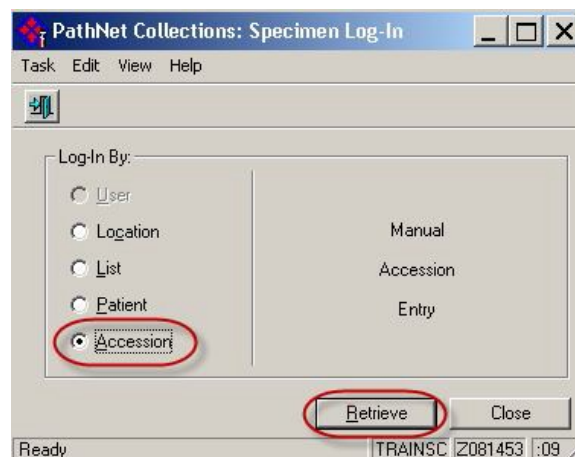 PathNet Collections: Specimen Log-In
Task Edit View Help
Log-In By:
User
Location
List
Patient
Accession
Manual
Accession
Entry
Retrieve Close
Ready TRAINSC Z081453 :09